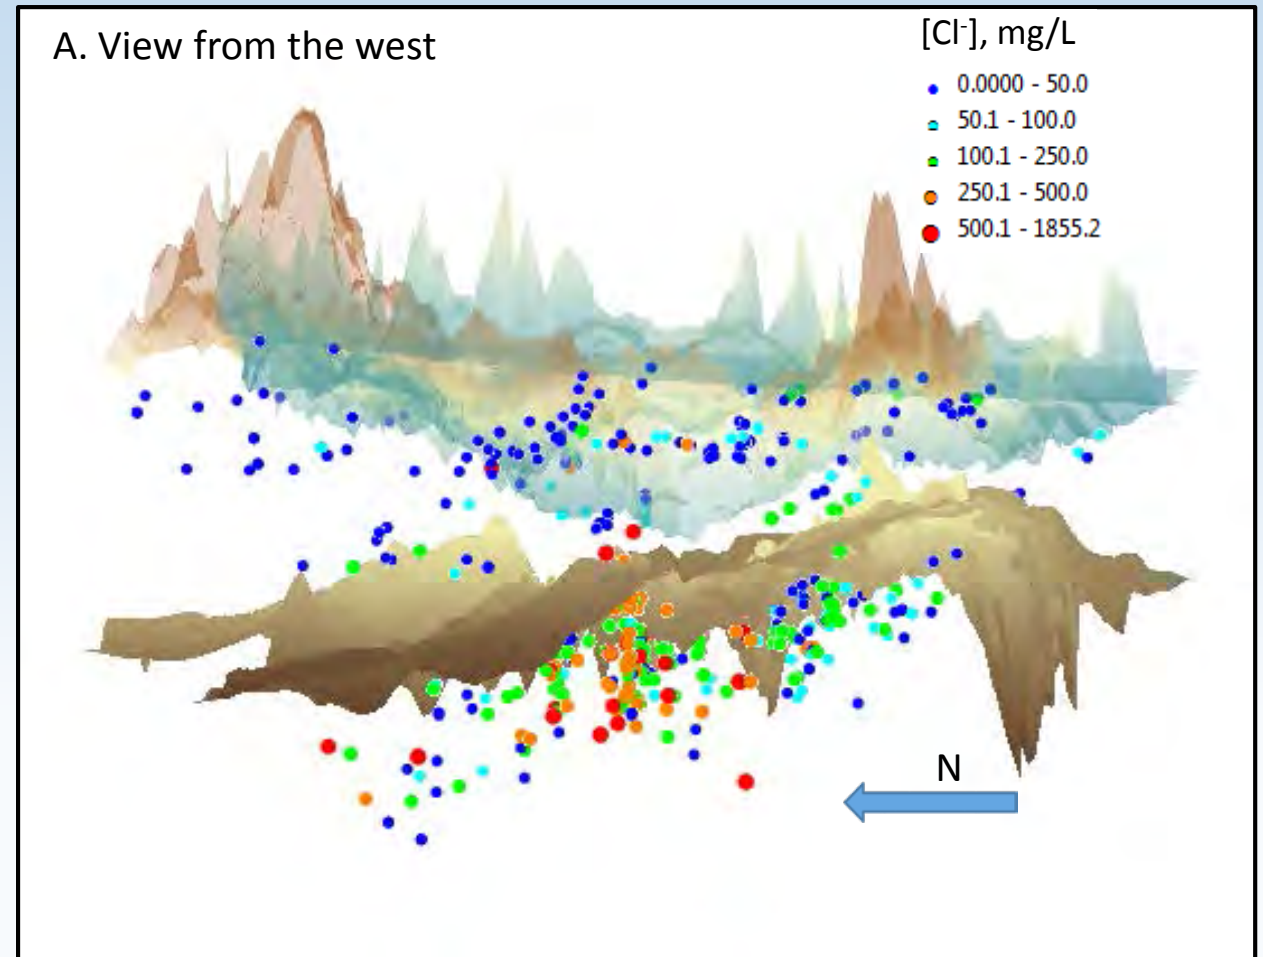 A. View from the west
[Cl⁻], mg/L
0.0000 - 50.0
50.1 - 100.0
100.1 - 250.0
250.1 - 500.0
500.1 - 1855.2
N